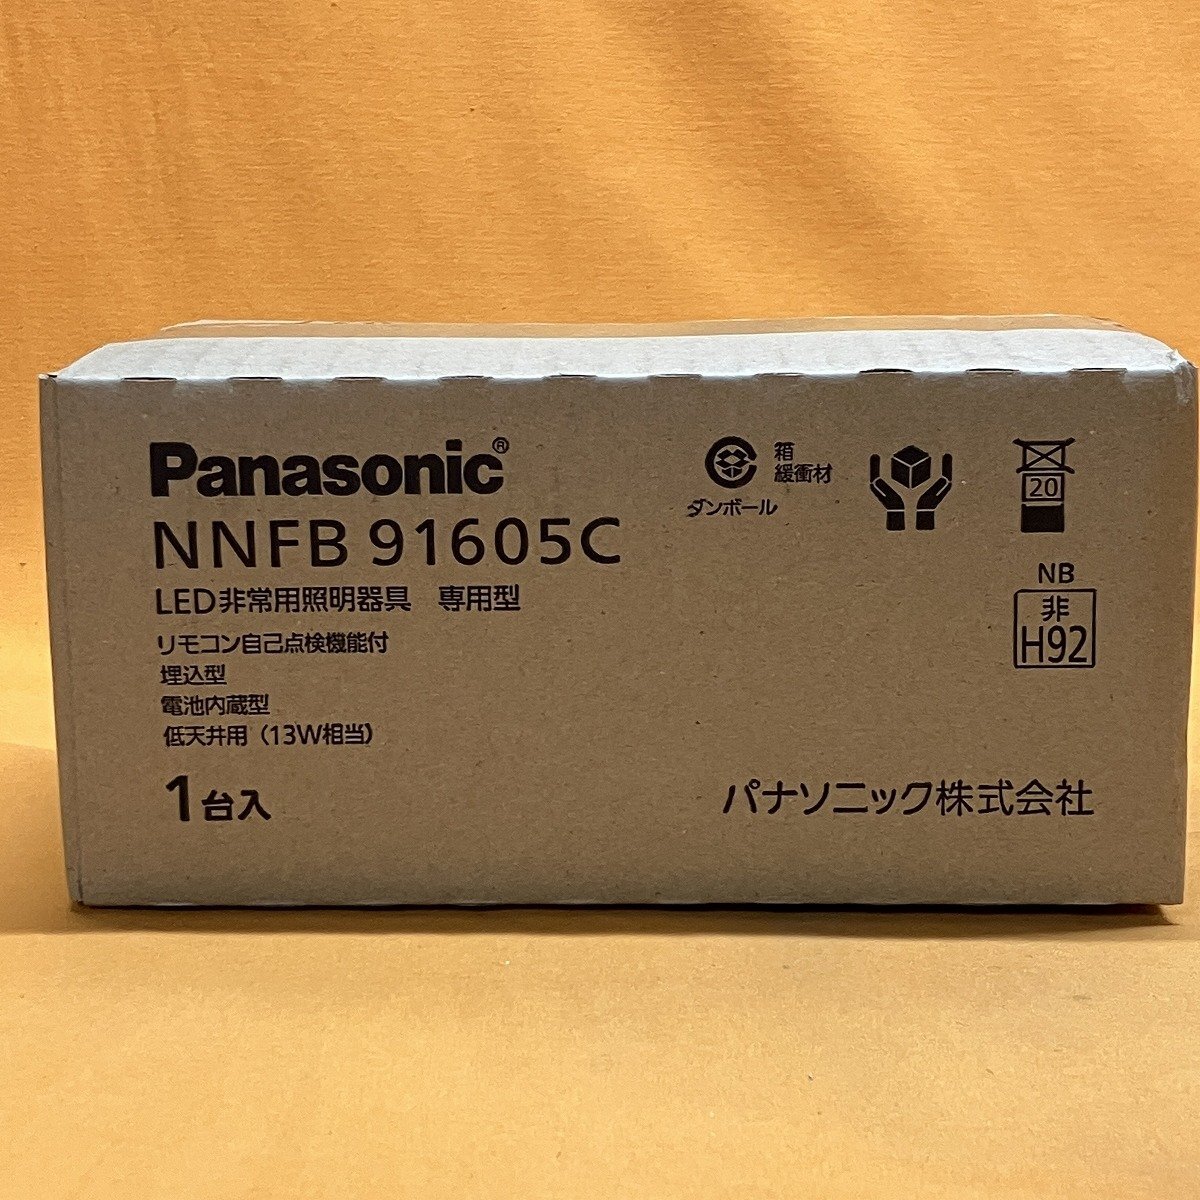 Panasonic®
NNFB 91605C
LED非常用照明器具 専用型
リモコン自己点検機能付
埋込型
電池内蔵型
低天井用（13W相当）
1台入
ダンボール
箱
緩衝材
20
NB
非
H92
パナソニック株式会社